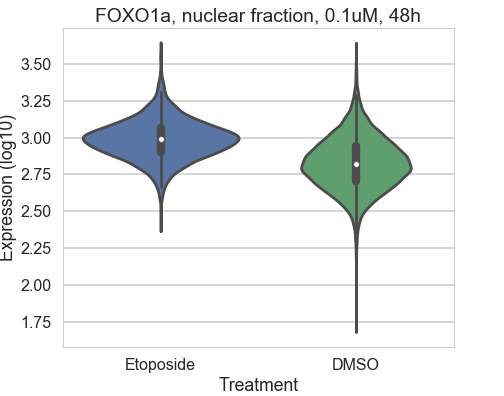 FOXO1a, nuclear fraction, 0.1uM, 48h
Expression (log10)
3.50
3.25
3.00
2.75
2.50
2.25
2.00
1.75
Etoposide DMSO
Treatment